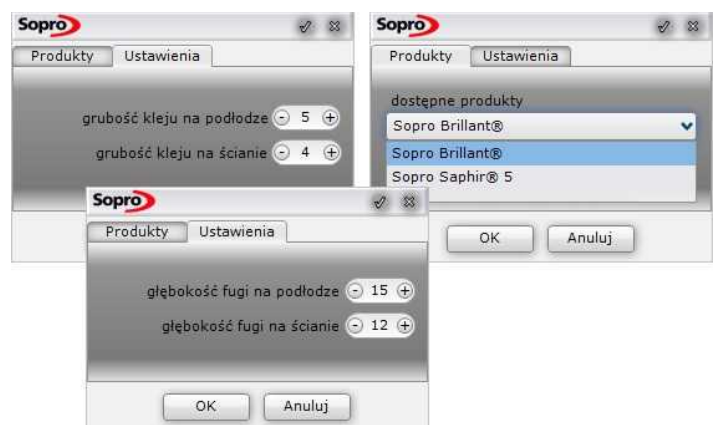 Sopro
Produkty Ustawienia
grubość kleju na podłodze - 5 +
grubość kleju na ścianie - 4 +
Sopro
Produkty Ustawienia
dostępne produkty
Sopro Brillant®
Sopro Brillant®
Sopro Saphir® 5
OK Anuluj
Sopro
Produkty Ustawienia
głębokość fugi na podłodze - 15 +
głębokość fugi na ścianie - 12 +
OK Anuluj